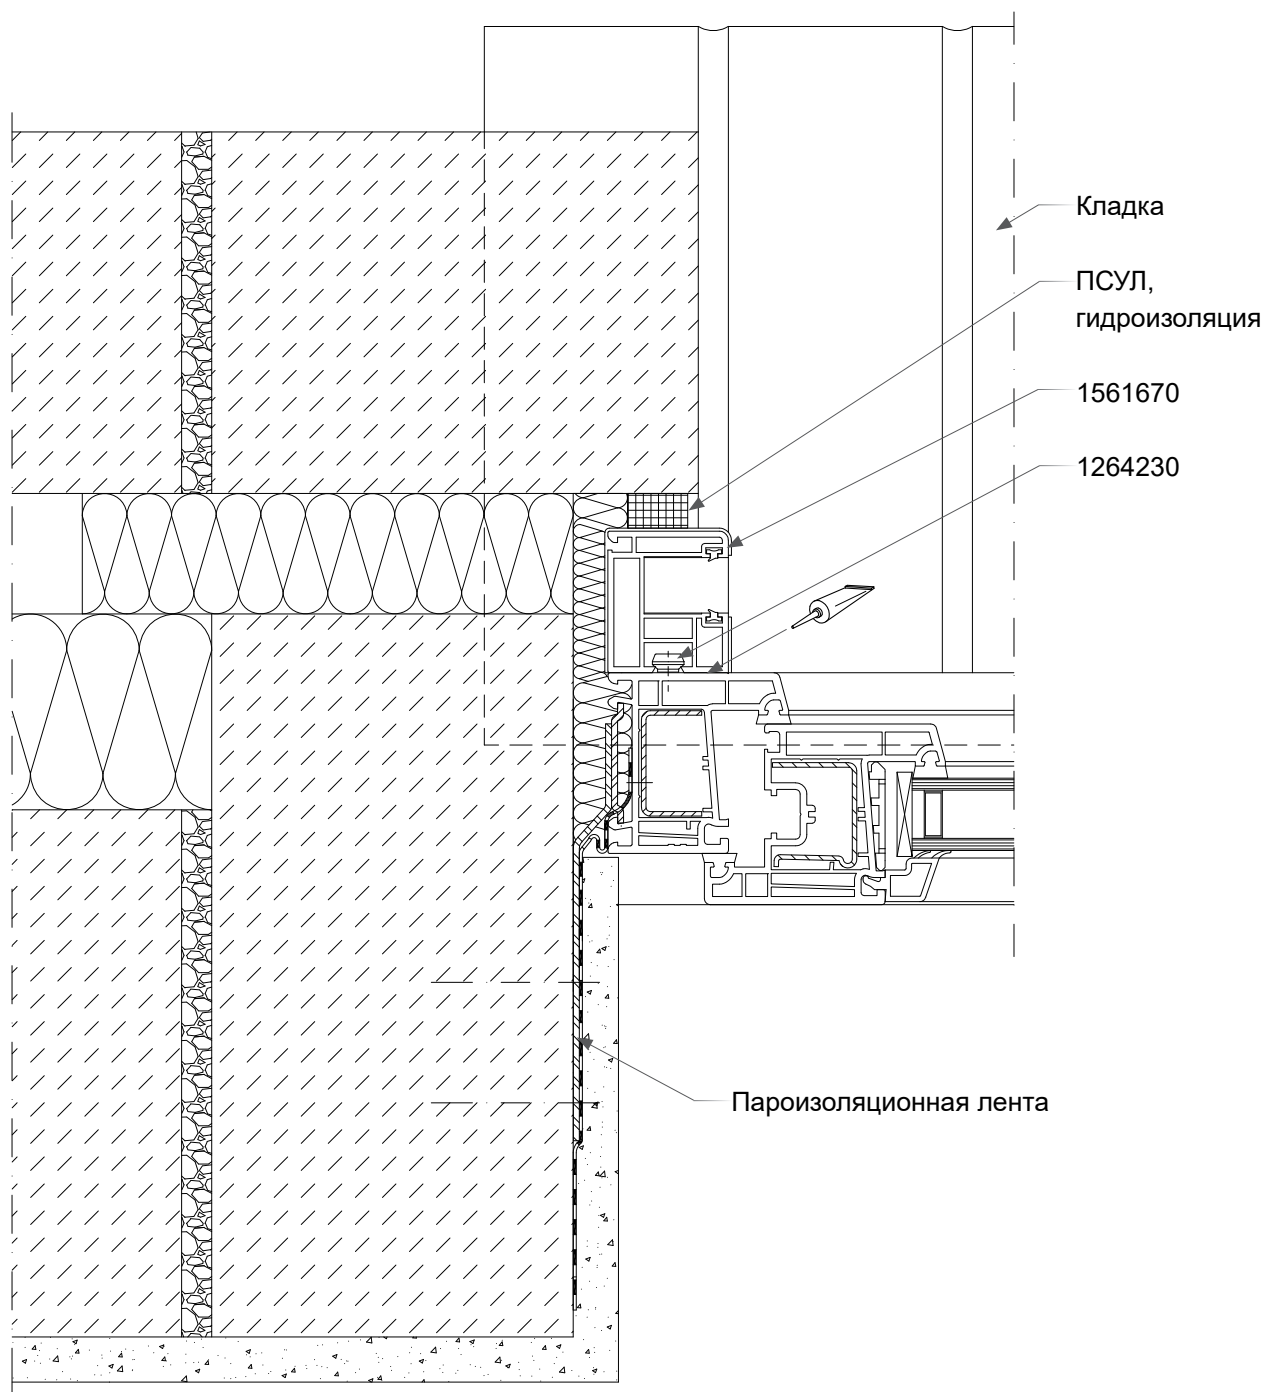 Кладка
ПСУЛ,
гидроизоляция
1561670
1264230
Пароизоляционная лента